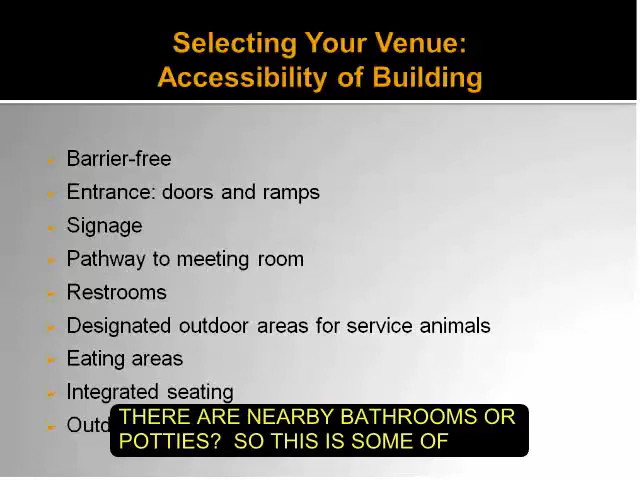 Selecting Your Venue:
Accessibility of Building
Barrier-free
Entrance: doors and ramps
Signage
Pathway to meeting room
Restrooms
Designated outdoor areas for service animals
Eating areas
Integrated seating
THERE ARE NEARBY BATHROOMS OR
POTTIES? SO THIS IS SOME OF